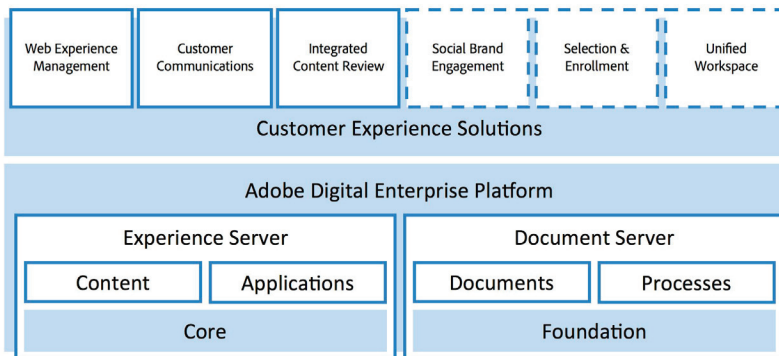 Web Experience
Management
Customer
Communications
Integrated
Content Review
Social Brand
Engagement
Selection &
Enrollment
Unified
Workspace
Customer Experience Solutions
Adobe Digital Enterprise Platform
Experience Server
Document Server
Content
Applications
Documents
Processes
Core
Foundation